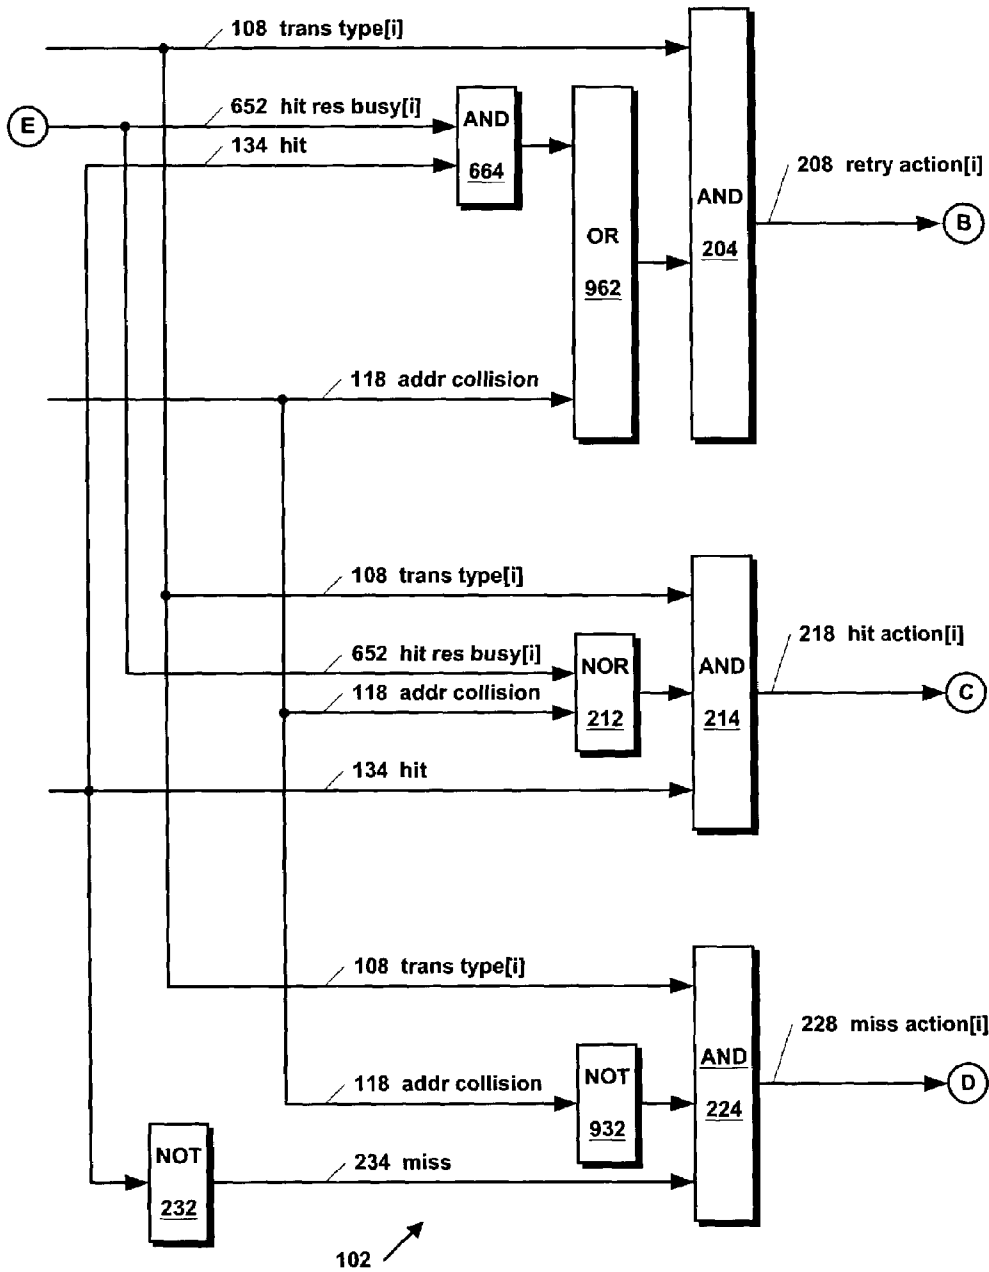 108 trans type[i]
E
652 hit res busy[i]
134 hit
AND
664
OR
962
AND
204
208 retry action[i]
B
118 addr collision
108 trans type[i]
652 hit res busy[i]
118 addr collision
NOR
212
134 hit
AND
214
218 hit action[i]
C
108 trans type[i]
118 addr collision
NOT
932
AND
224
228 miss action[i]
D
NOT
232
234 miss
102